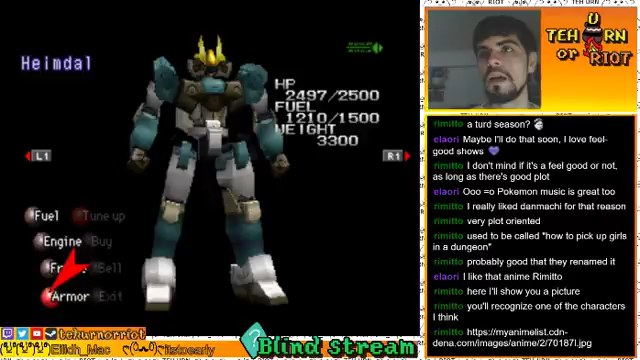 Heimdal
HP
2497/2500
FUEL
1210/1500
WEIGHT
3300
L1
R1
Fuel Tune up
Engine Buy
Sell
Armor Exit
tehurnorriot
Ellich_Mac
itstoearly
Blind Stream
TEH URN
or RIOT
rimitto a turd season?
elaori Maybe I'll do that soon, I love feel-
good shows
rimitto I don't mind if it's a feel good or not,
as long as there's good plot
elaori Ooo =o Pokemon music is great too
rimitto I really liked danmachi for that reason
rimitto very plot oriented
rimitto used to be called "how to pick up girls
in a dungeon"
rimitto probably good that they renamed it
elaori I like that anime Rimitto
rimitto here I'll show you a picture
rimitto you'll recognize one of the characters
I think
rimitto https://myanimelist.cdn-
dena.com/images/anime/2/70187l.jpg